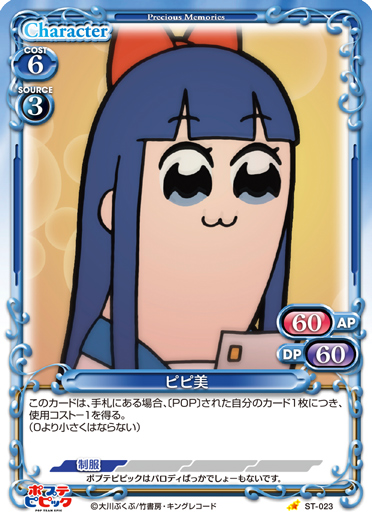 Precious Memories
Character
COST
6
SOURCE
3
60 AP
DP 60
ピピ美
このカードは、手札にある場合、〔POP〕された自分のカード1枚につき、
使用コスト－1を得る。
（0より小さくはならない）
制服
ポプテピピックはパロディばっかでしょーもないです。
ポプテ
ピピック
POP TEAM EPIC
©大川ぶくぶ/竹書房・キングレコード
ST-023